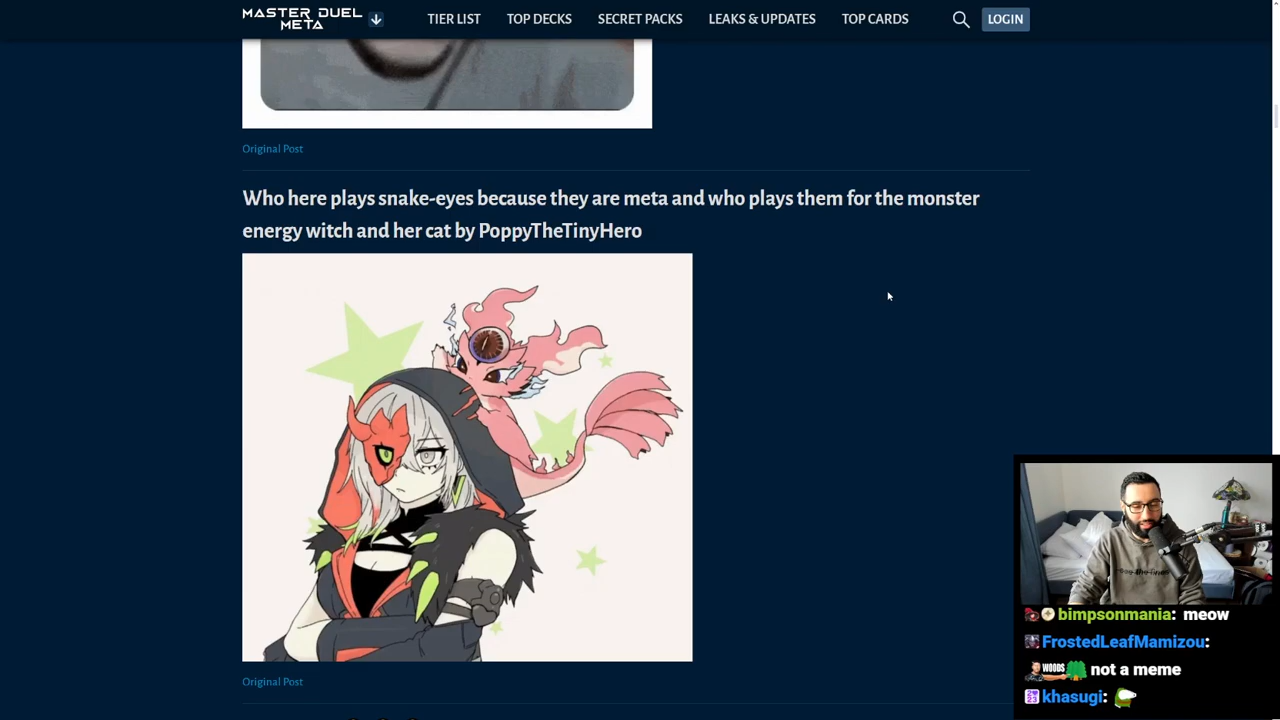 MASTER DUEL
META
TIER LIST
TOP DECKS
SECRET PACKS
LEAKS & UPDATES
TOP CARDS
LOGIN
Original Post
Who here plays snake-eyes because they are meta and who plays them for the monster
energy witch and her cat by PoppyTheTinyHero
Original Post
bimpsonmania: meow
FrostedLeafMamizou:
WOODS not a meme
khasugi: